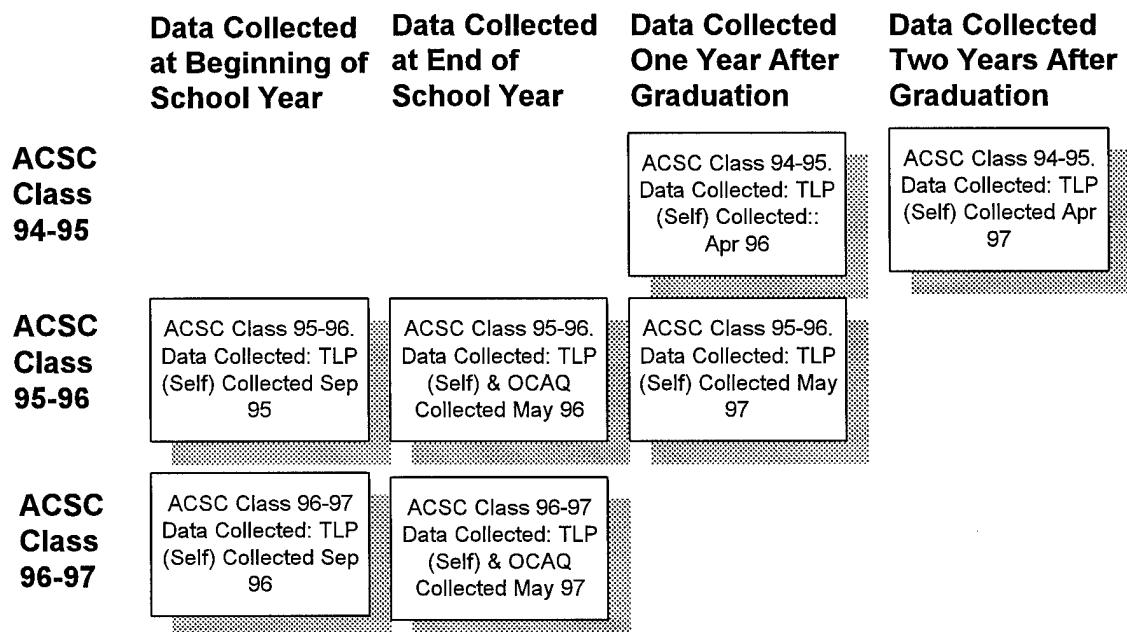 Data Collected
at Beginning of
School Year
Data Collected
at End of
School Year
Data Collected
One Year After
Graduation
Data Collected
Two Years After
Graduation
ACSC
Class
94-95
ACSC Class 94-95.
Data Collected: TLP
(Self) Collected::
Apr 96
ACSC Class 94-95.
Data Collected: TLP
(Self) Collected Apr
97
ACSC
Class
95-96
ACSC Class 95-96.
Data Collected: TLP
(Self) Collected Sep
95
ACSC Class 95-96.
Data Collected: TLP
(Self) & OCAQ
Collected May 96
ACSC Class 95-96.
Data Collected: TLP
(Self) Collected May
97
ACSC
Class
96-97
ACSC Class 96-97
Data Collected: TLP
(Self) Collected Sep
96
ACSC Class 96-97
Data Collected: TLP
(Self) & OCAQ
Collected May 97